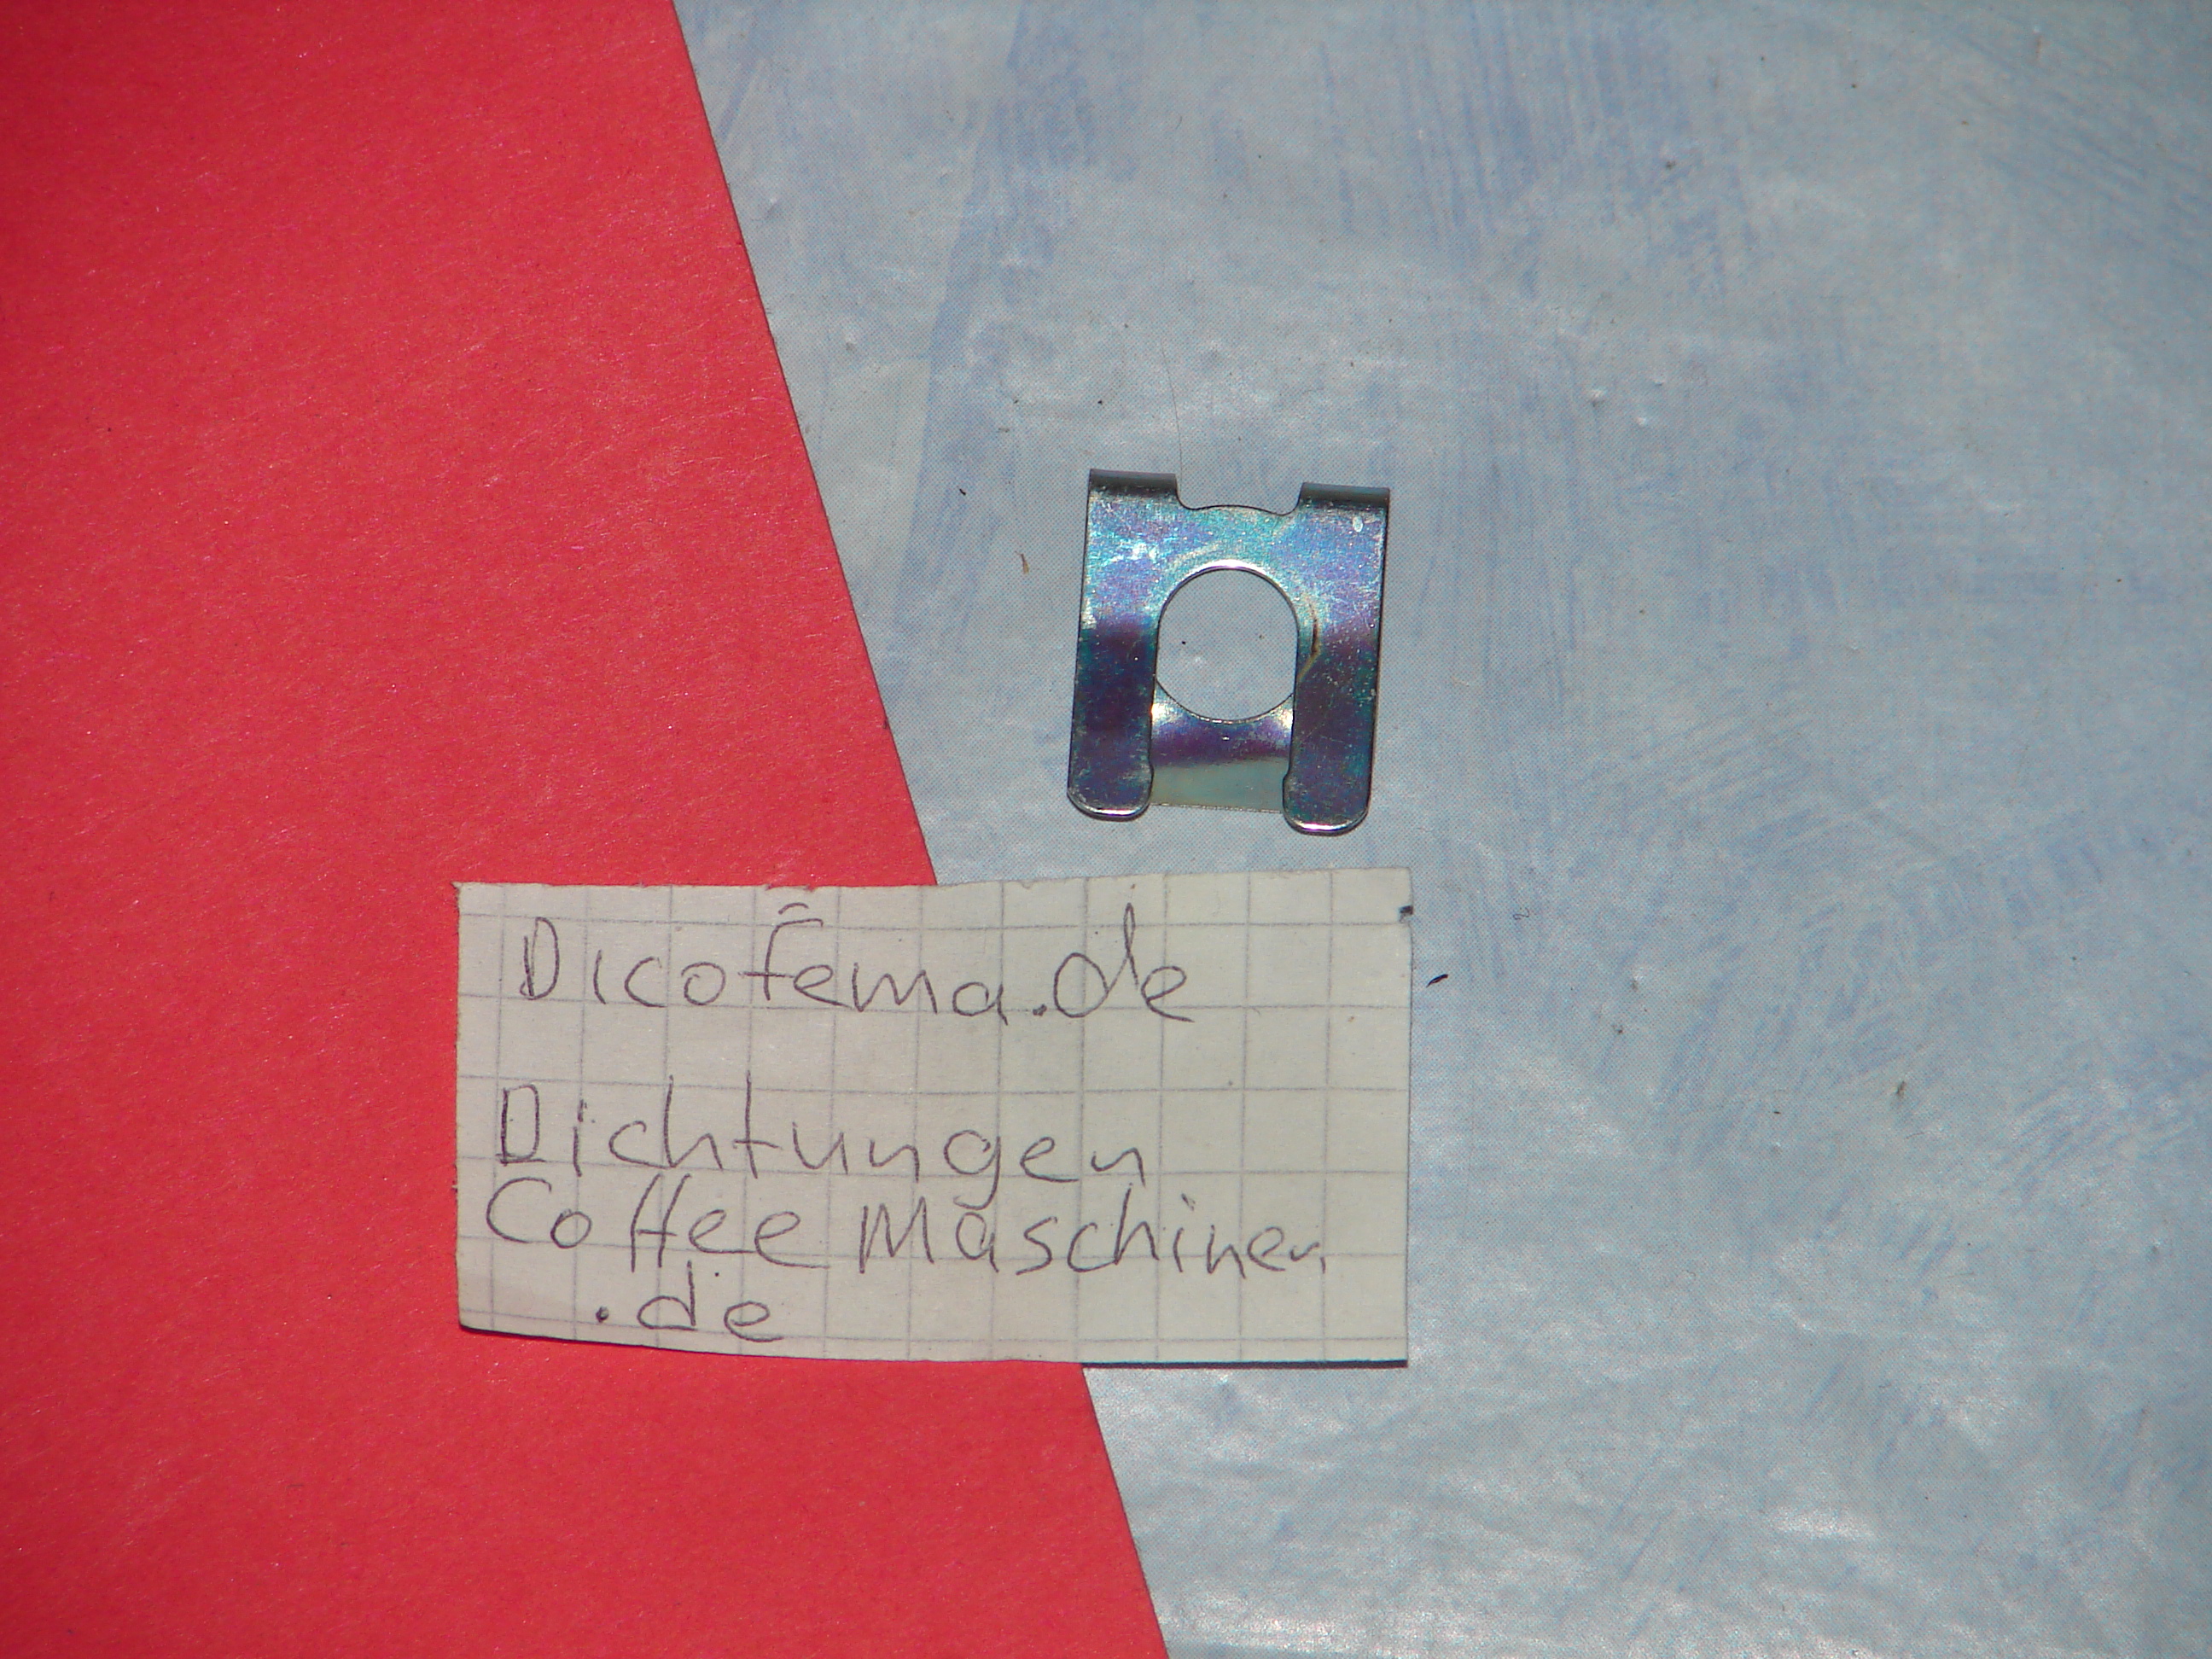 Dicofema.de
Dichtungen
Coffee Maschinen
.de